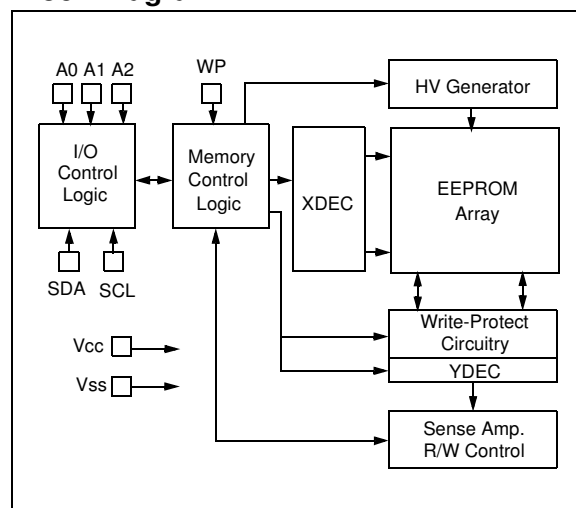 A0 A1 A2
WP
HV Generator
I/O
Control
Logic
Memory
Control
Logic
XDEC
EEPROM
Array
SDA
SCL
Vcc
Vss
Write-Protect
Circuitry
YDEC
Sense Amp.
R/W Control